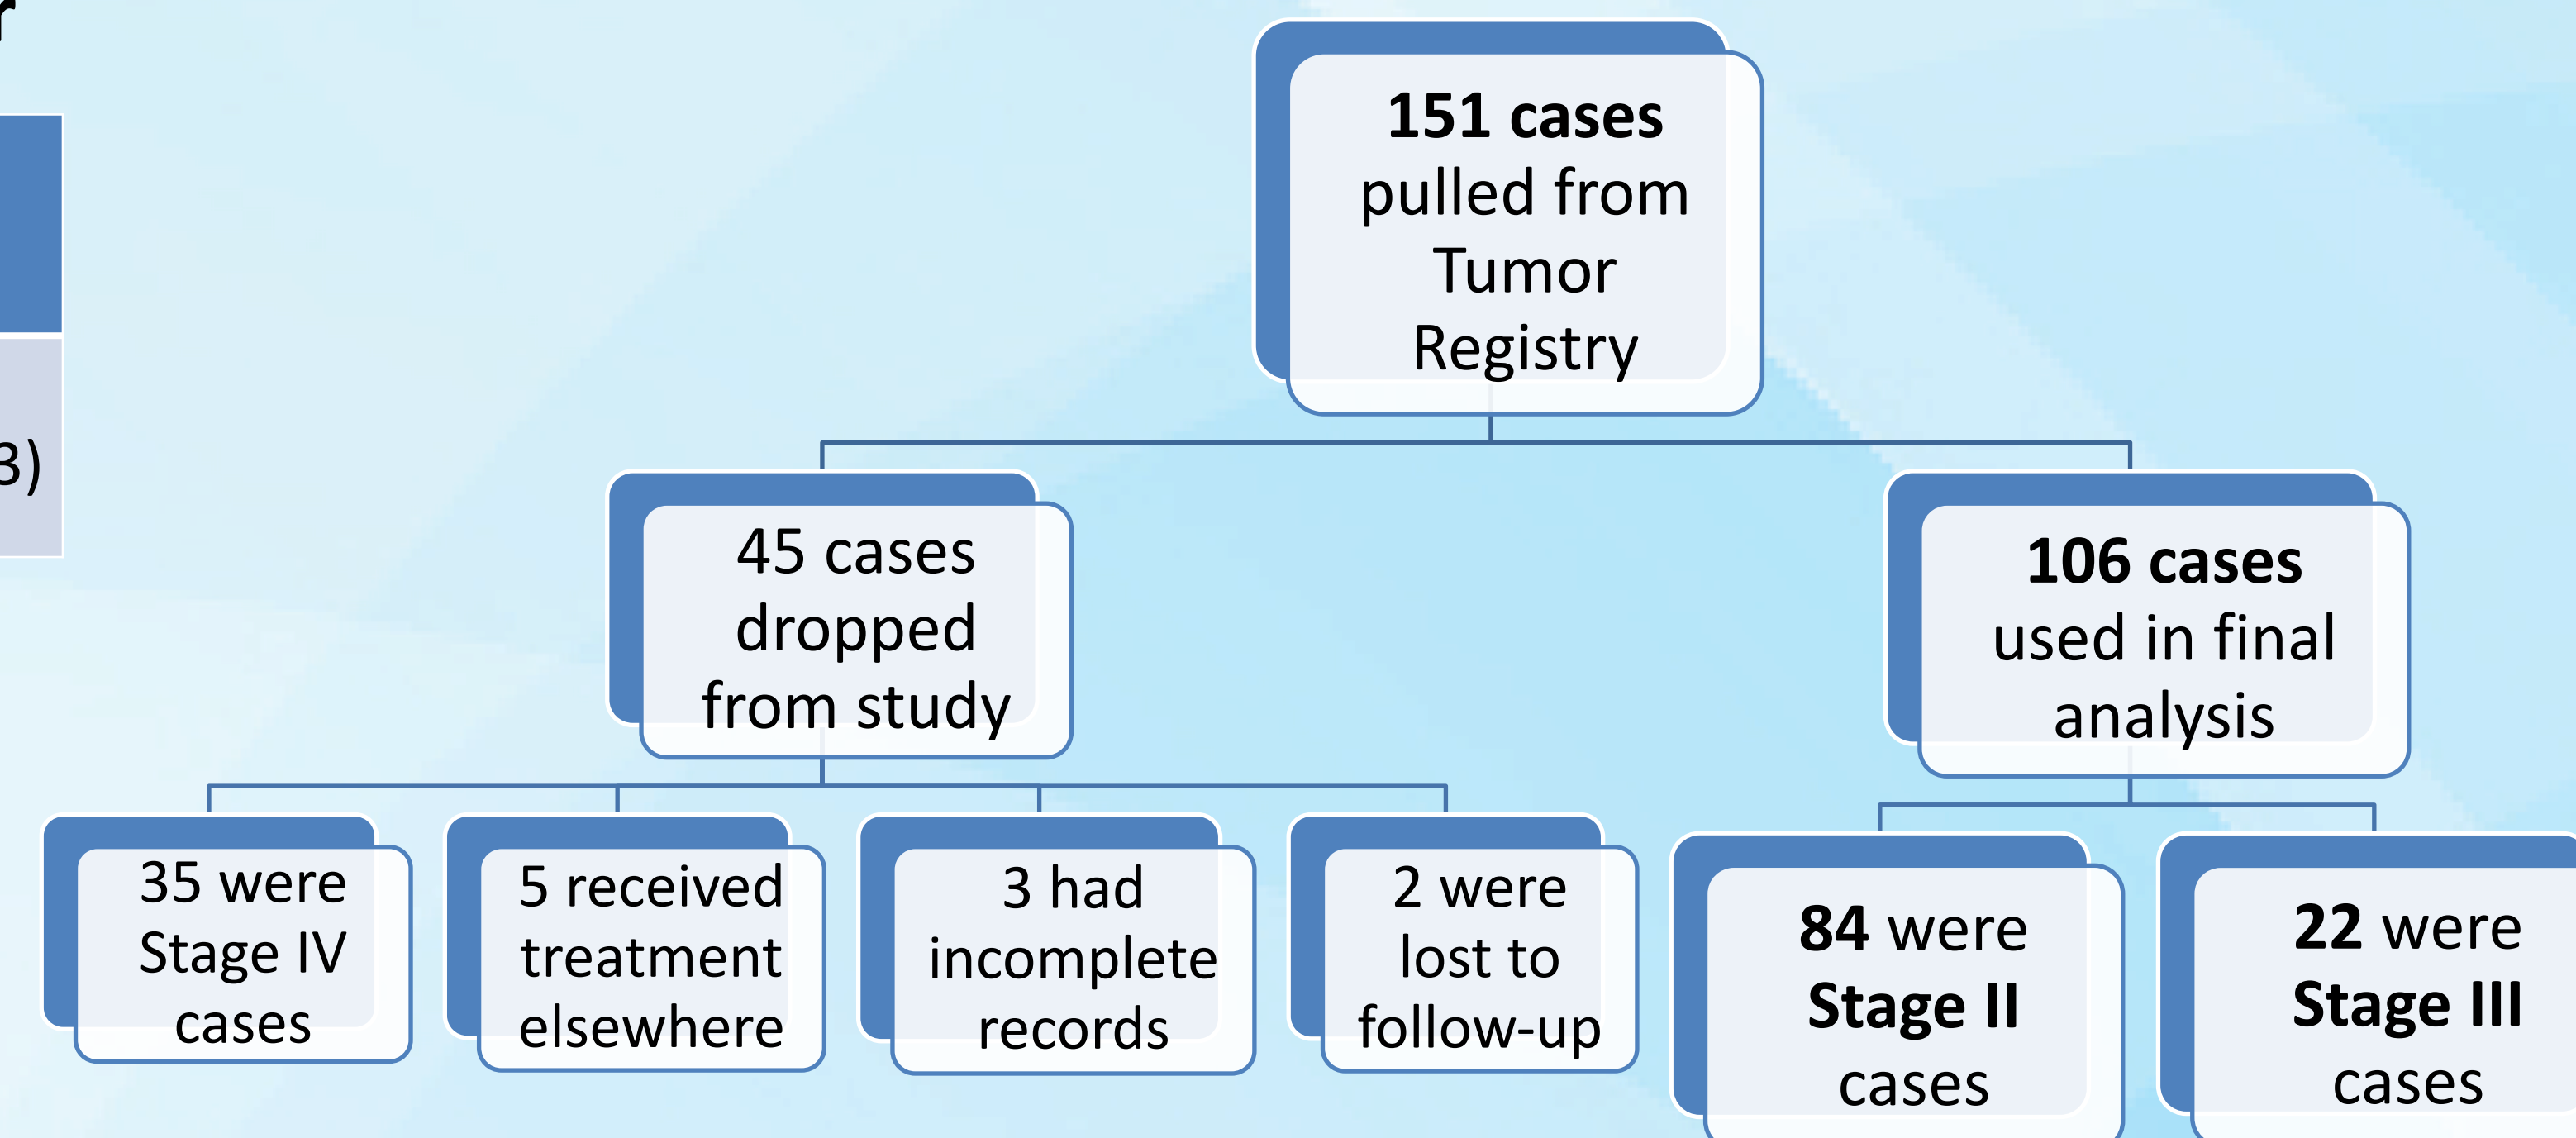 r
3)
151 cases
pulled from
Tumor
Registry
45 cases
dropped
from study
106 cases
used in final
analysis
35 were
Stage IV
cases
5 received
treatment
elsewhere
3 had
incomplete
records
2 were
lost to
follow-up
84 were
Stage II
cases
22 were
Stage III
cases